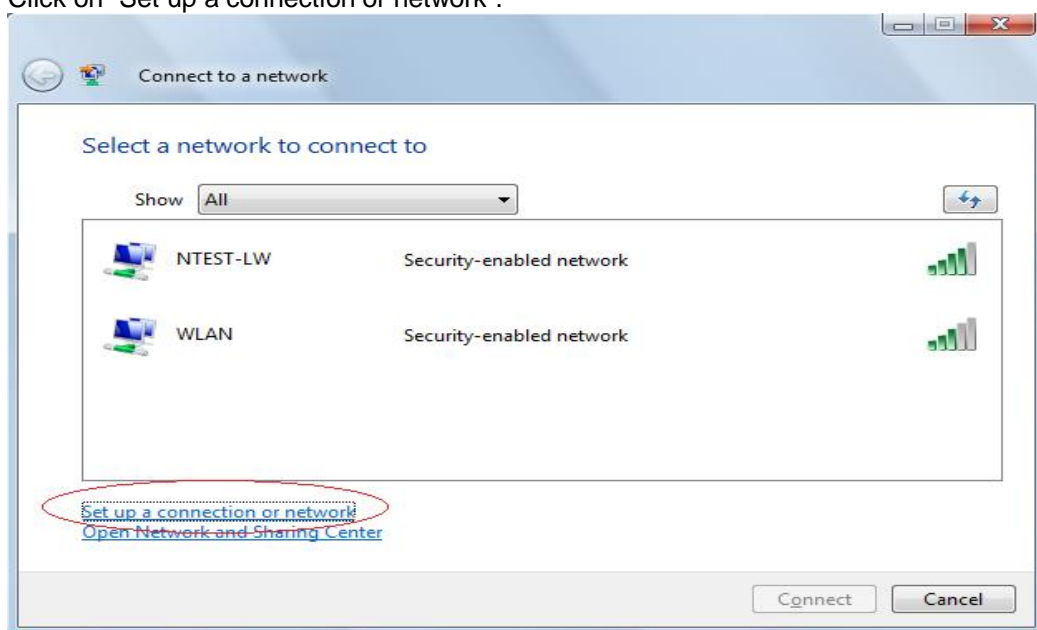 Click on "Set up a connection or network".
Connect to a network
Select a network to connect to
Show All
NTEST-LW Security-enabled network
WLAN Security-enabled network
Set up a connection or network
Open Network and Sharing Center
Connect Cancel